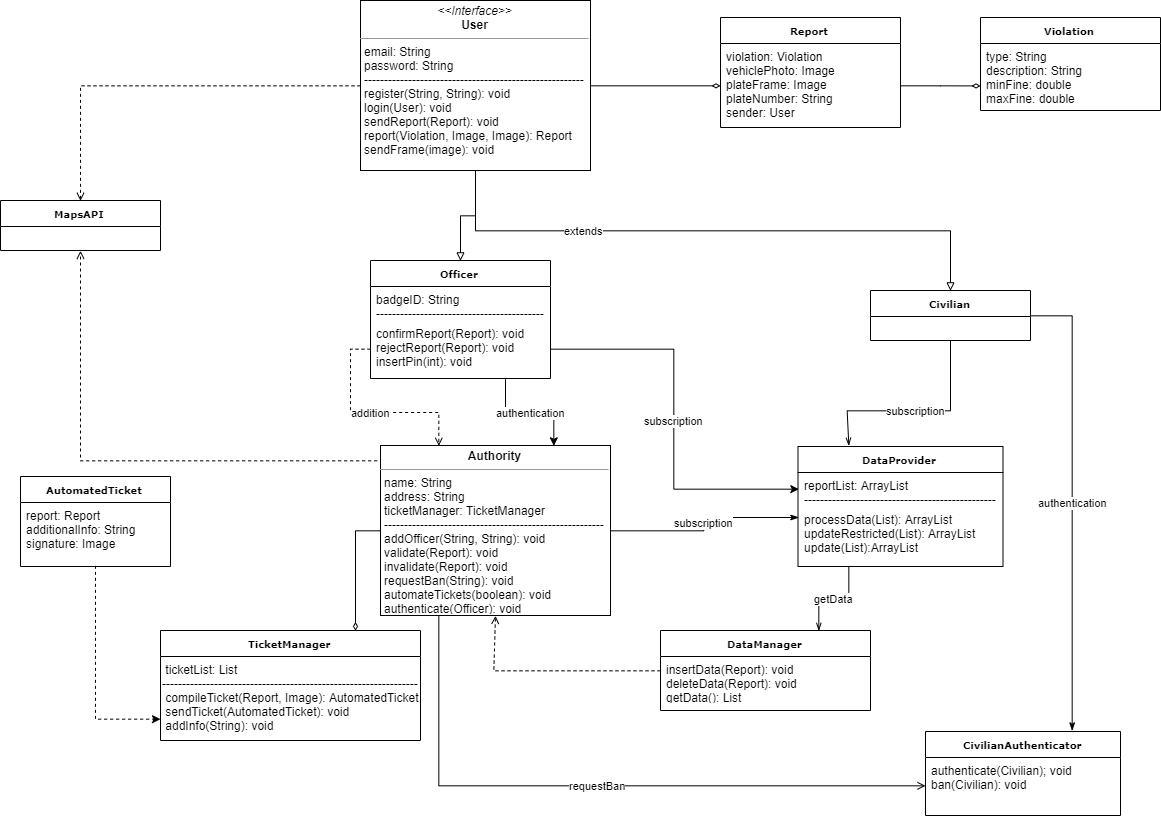 <<Interface>>
User
email: String
password: String
register(String, String): void
login(User): void
sendReport(Report): void
report(Violation, Image, Image): Report
sendFrame(image): void
Report
violation: Violation
vehiclePhoto: Image
plateFrame: Image
plateNumber: String
sender: User
Violation
type: String
description: String
minFine: double
maxFine: double
MapsAPI
extends
Officer
badgeID: String
confirmReport(Report): void
rejectReport(Report): void
insertPin(int): void
Civilian
addition
authentication
subscription
subscription
Authority
name: String
address: String
ticketManager: TicketManager
addOfficer(String, String): void
validate(Report): void
invalidate(Report): void
requestBan(String): void
automateTickets(boolean): void
authenticate(Officer): void
subscription
DataProvider
reportList: ArrayList
processData(List): ArrayList
updateRestricted(List): ArrayList
update(List):ArrayList
authentication
AutomatedTicket
report: Report
additionalInfo: String
signature: Image
getData
TicketManager
ticketList: List
compileTicket(Report, Image): AutomatedTicket
sendTicket(AutomatedTicket): void
addInfo(String): void
DataManager
insertData(Report): void
deleteData(Report): void
getData(): List
requestBan
CivilianAuthenticator
authenticate(Civilian); void
ban(Civilian): void